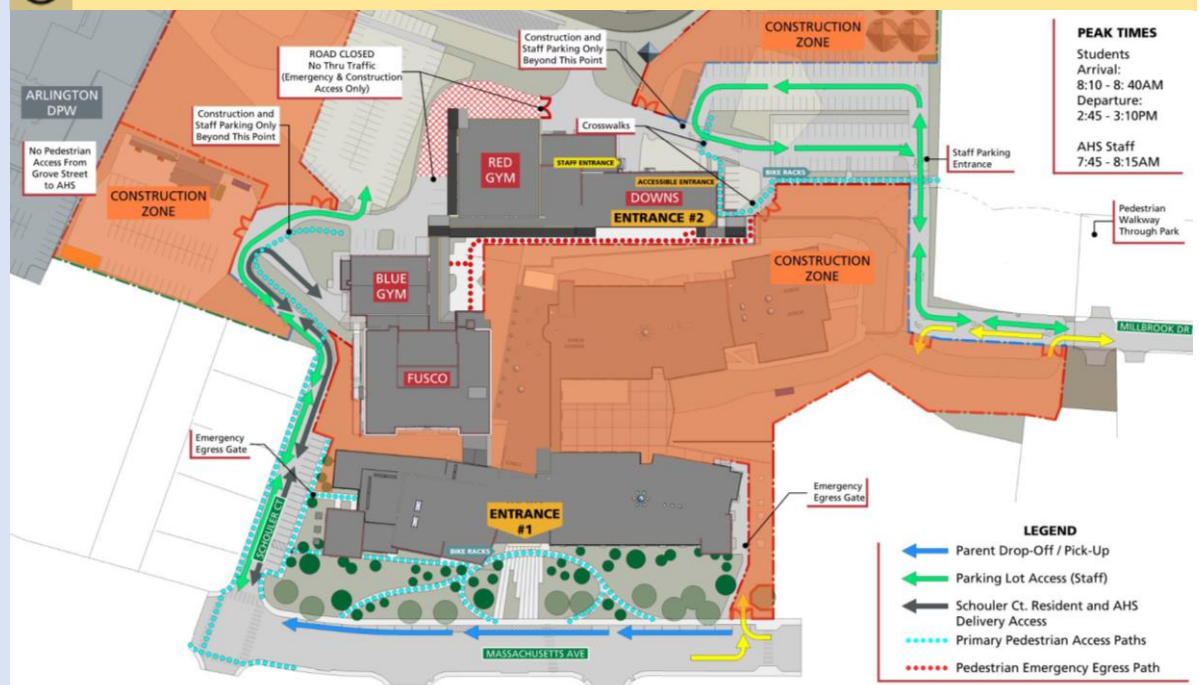 Construction and
Staff Parking Only
Beyond This Point
CONSTRUCTION
ZONE
PEAK TIMES
Students
Arrival:
8:10 - 8: 40AM
Departure:
2:45 - 3:10PM
AHS Staff
7:45 - 8:15AM
ROAD CLOSED
No Thru Traffic
(Emergency & Construction
Access Only)
ARLINGTON
DPW
Construction and
Staff Parking Only
Beyond This Point
Crosswalks
No Pedestrian
Access From
Grove Street
to AHS
RED
GYM
STAFF ENTRANCE
Staff Parking
Entrance
BIKE RACKS
ACCESSIBLE ENTRANCE
CONSTRUCTION
ZONE
DOWNS
ENTRANCE #2
Pedestrian
Walkway
Through Park
CONSTRUCTION
ZONE
BLUE
GYM
MILLBROOK DR
FUSCO
Emergency
Egress Gate
Emergency
Egress Gate
ENTRANCE
#1
SCHOULER CT
BIKE RACKS
LEGEND
Parent Drop-Off / Pick-Up
Parking Lot Access (Staff)
Schouler Ct. Resident and AHS
Delivery Access
Primary Pedestrian Access Paths
Pedestrian Emergency Egress Path
MASSACHUSETTS AVE